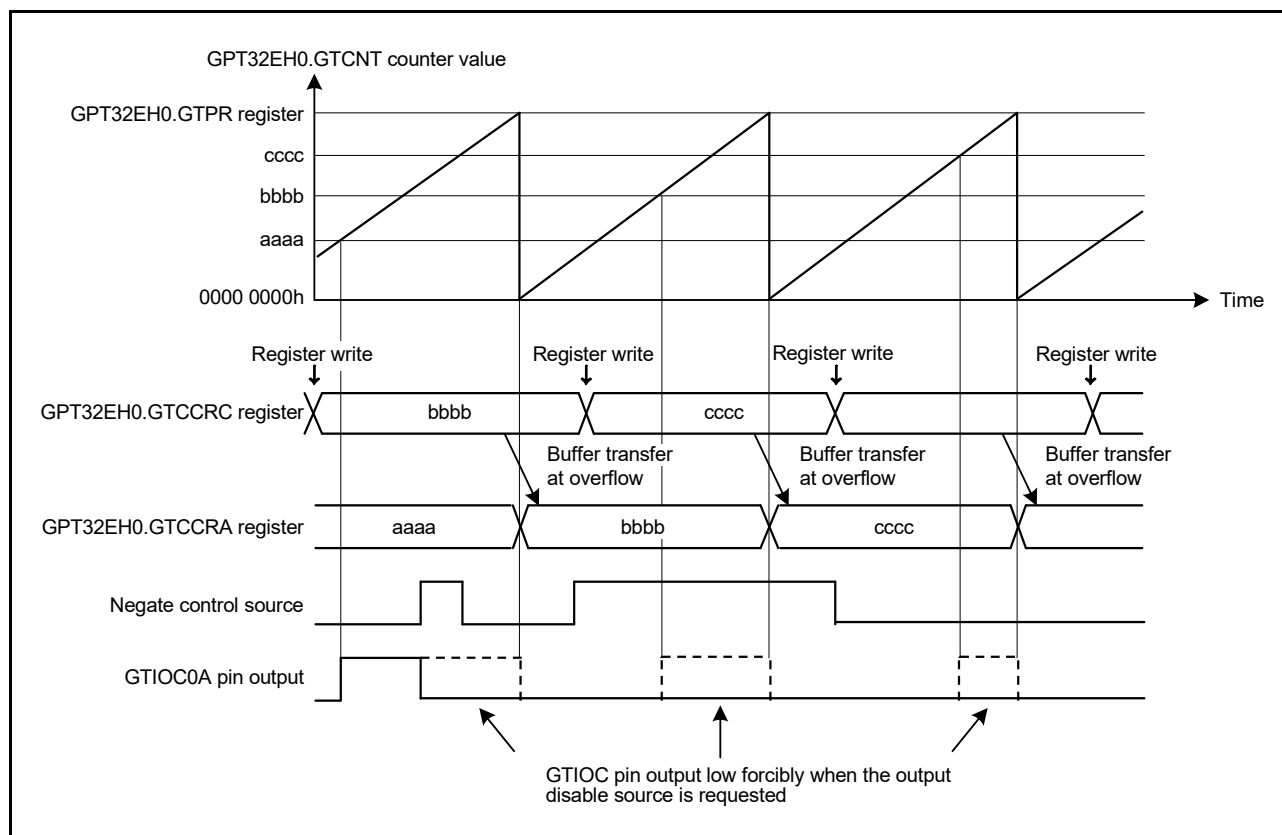 GPT32EH0.GTCNT counter value
GPT32EH0.GTPR register
cccc
bbbb
aaaa
0000 0000h
Time
Register write
Register write
Register write
Register write
GPT32EH0.GTCCRC register
bbbb
cccc
Buffer transfer
at overflow
Buffer transfer
at overflow
Buffer transfer
at overflow
GPT32EH0.GTCCRA register
aaaa
bbbb
cccc
Negate control source
GTIOC0A pin output
GTIOC pin output low forcibly when the output
disable source is requested